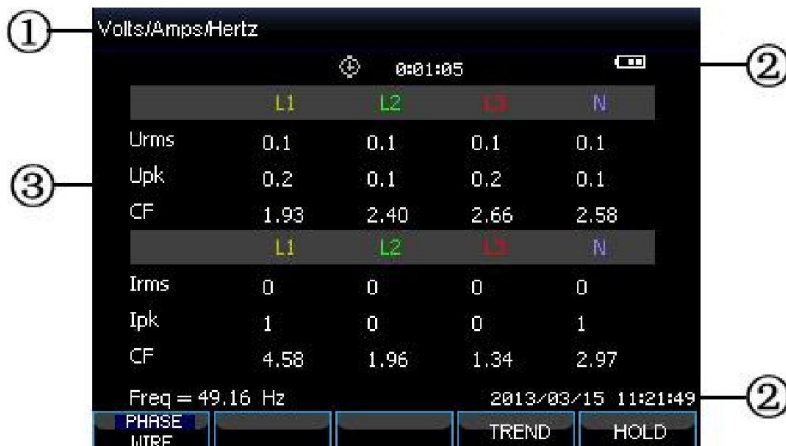 ① Volts/Amps/Hertz
0:01:05 ②
L1 L2 L3 N
Urms 0.1 0.1 0.1 0.1
③ Upk 0.2 0.1 0.2 0.1
CF 1.93 2.40 2.66 2.58
L1 L2 L3 N
Irms 0 0 0 0
Ipk 1 0 0 1
CF 4.58 1.96 1.34 2.97
Freq = 49.16 Hz 2013/03/15 11:21:49 ②
PHASE TREND HOLD
WIRE